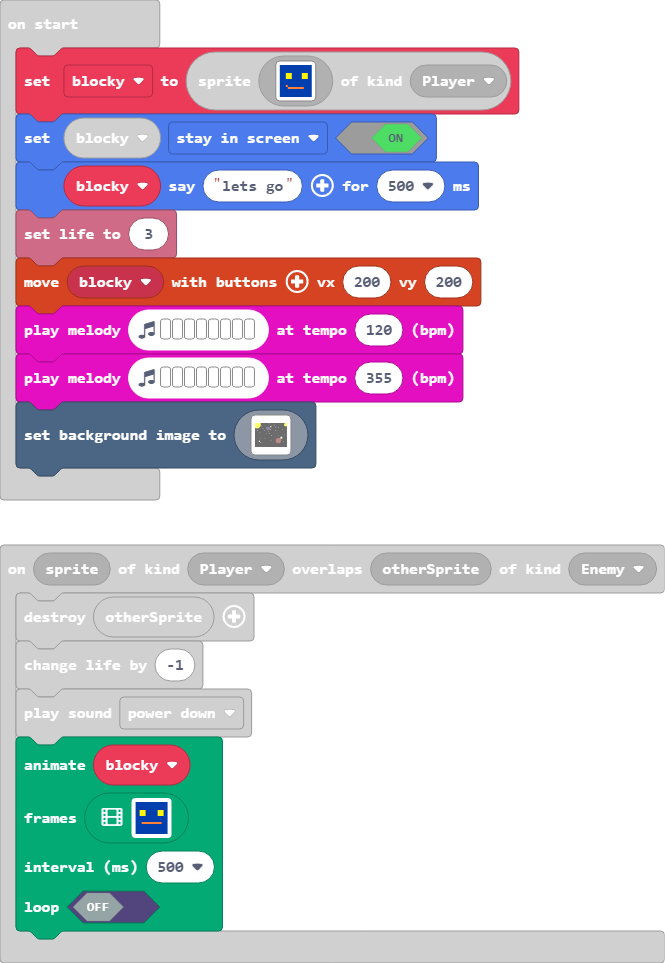 on start
set blocky to sprite of kind Player
set blocky stay in screen ON
blocky say "lets go" for 500 ms
set life to 3
move blocky with buttons vx 200 vy 200
play melody at tempo 120 (bpm)
play melody at tempo 355 (bpm)
set background image to
on sprite of kind Player overlaps otherSprite of kind Enemy
destroy otherSprite
change life by -1
play sound power down
animate blocky
frames
interval (ms) 500
loop OFF